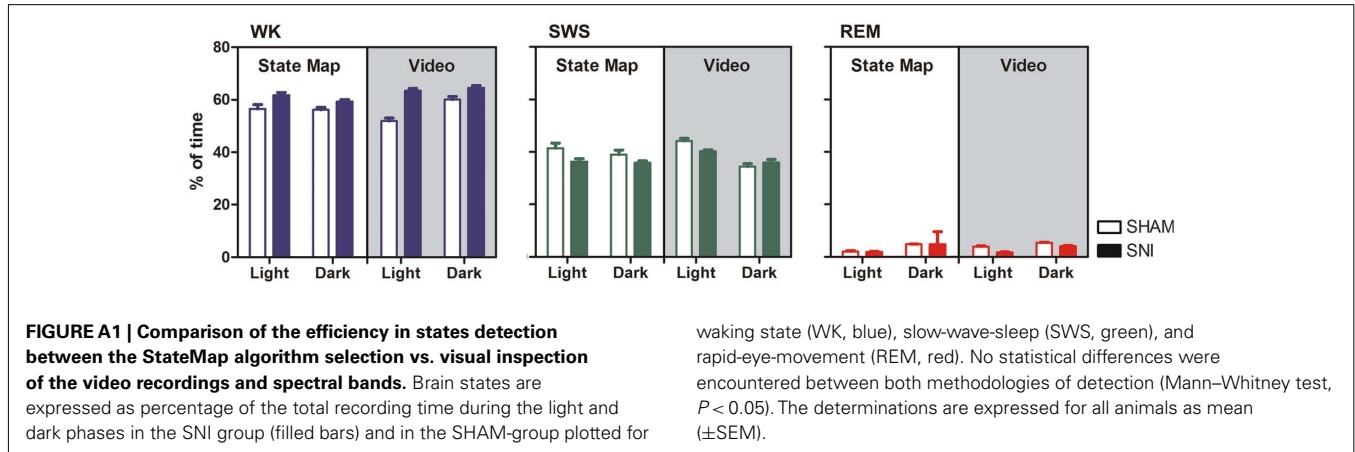 WK
SWS
REM
80
60
40
20
0
% of time
State Map
Video
State Map
Video
State Map
Video
Light
Dark
Light
Dark
Light
Dark
Light
Dark
Light
Dark
Light
Dark
SHAM
SNI
FIGURE A1 | Comparison of the efficiency in states detection
between the StateMap algorithm selection vs. visual inspection
of the video recordings and spectral bands. Brain states are
expressed as percentage of the total recording time during the light and
dark phases in the SNI group (filled bars) and in the SHAM-group plotted for
waking state (WK, blue), slow-wave-sleep (SWS, green), and
rapid-eye-movement (REM, red). No statistical differences were
encountered between both methodologies of detection (Mann–Whitney test,
P < 0.05). The determinations are expressed for all animals as mean
(±SEM).